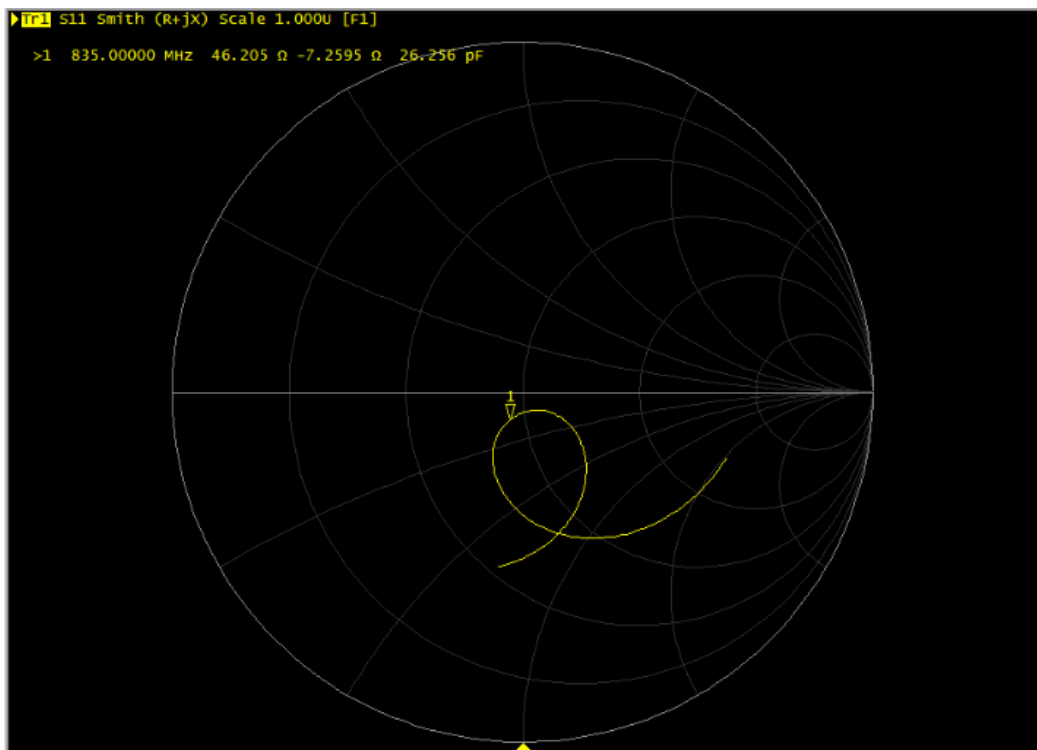 Tr1 S11 Smith (R+jX) Scale 1.000U [F1]
>1 835.00000 MHz 46.205 Ω -7.2595 Ω 26.256 pF
1